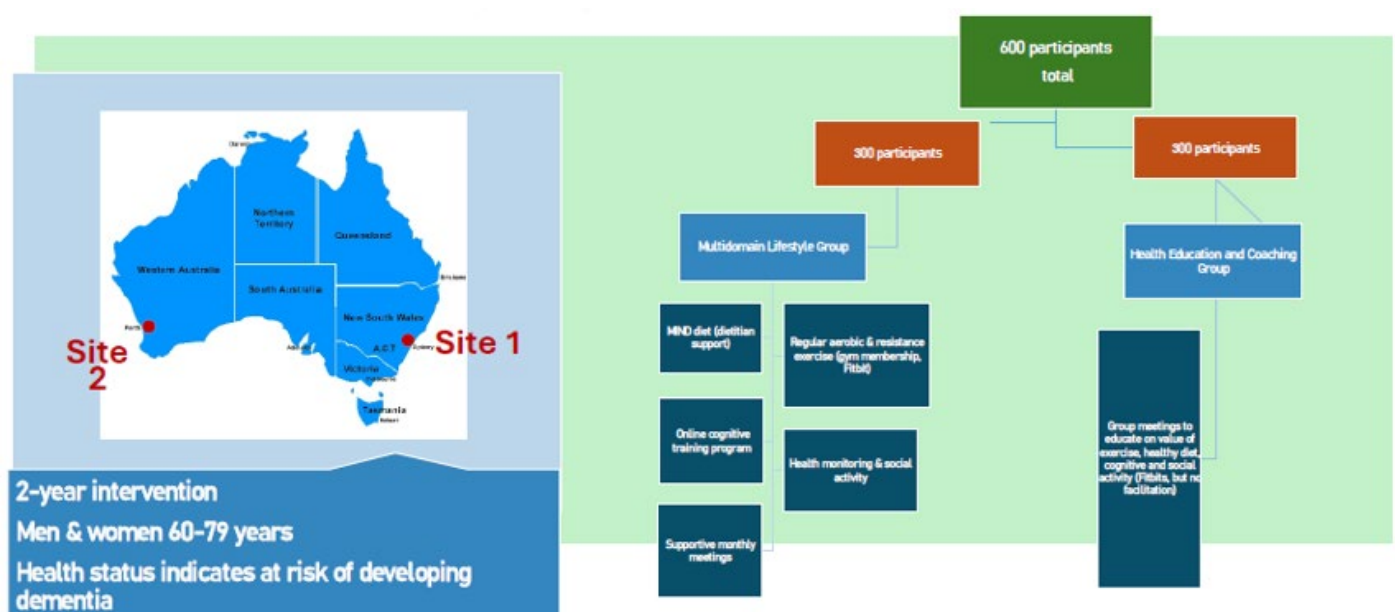 600 participants
total
300 participants
300 participants
Multidomain Lifestyle Group
Health Education and Coaching
Group
MIND diet (dietitian
support)
Regular aerobic & resistance
exercise (gym membership,
Fitbit)
Online cognitive
training program
Health monitoring & social
activity
Supportive monthly
meetings
Group meetings to
educate on value of
exercise, healthy diet,
cognitive and social
activity (Fitbits, but no
facilitation)
Darwin
Northern
Territory
Queensland
Western Australia
South Australia
Brisbane
New South Wales
Perth
Site
2
Site 1
A.C.T
Sydney
Victoria
Tasmania
2-year intervention
Men & women 60-79 years
Health status indicates at risk of developing
dementia